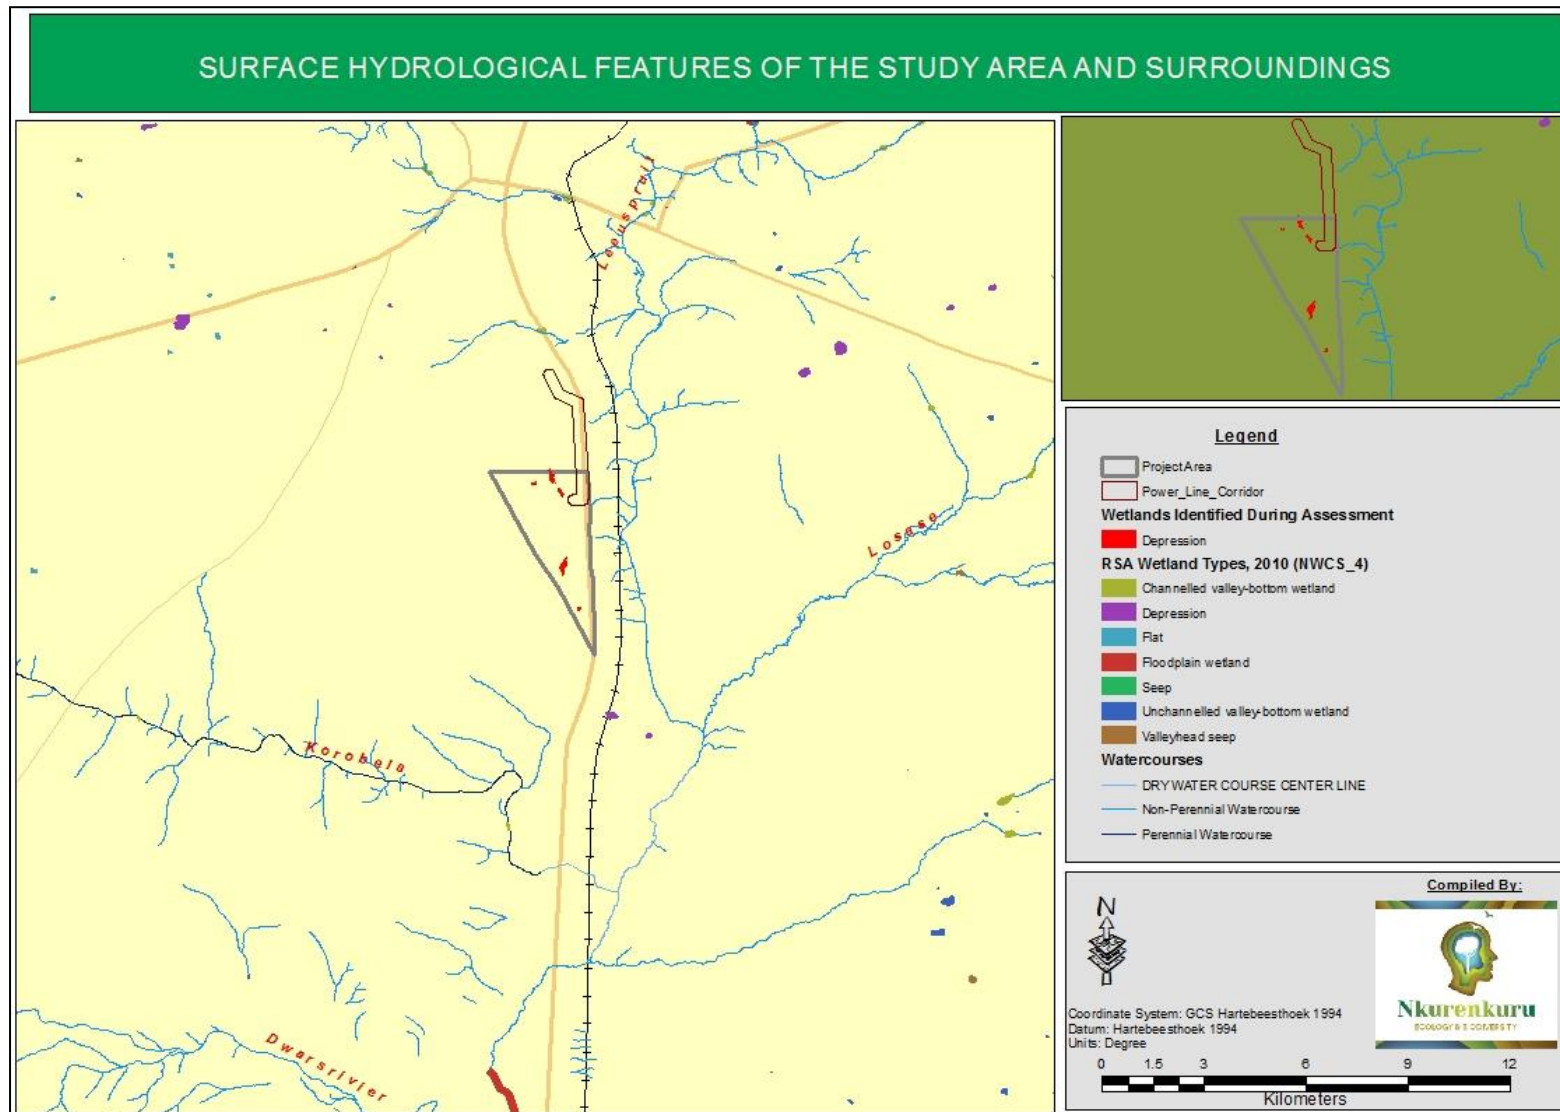 SURFACE HYDROLOGICAL FEATURES OF THE STUDY AREA AND SURROUNDINGS
Leeuspruit
Losase
Korobela
Dwarsrivier
Legend
Project Area
Power_Line_Corridor
Wetlands Identified During Assessment
Depression
RSA Wetland Types, 2010 (NWCS_4)
Channelled valley-bottom wetland
Depression
Flat
Floodplain wetland
Seep
Unchannelled valley-bottom wetland
Valleyhead seep
Watercourses
DRY WATER COURSE CENTER LINE
Non-Perennial Watercourse
Perennial Watercourse
Compiled By:
N
Nkurenkuru
ECOLOGY & BIODIVERSITY
Coordinate System: GCS Hartebeesthoek 1994
Datum: Hartebeesthoek 1994
Units: Degree
0 1.5 3 6 9 12
Kilometers